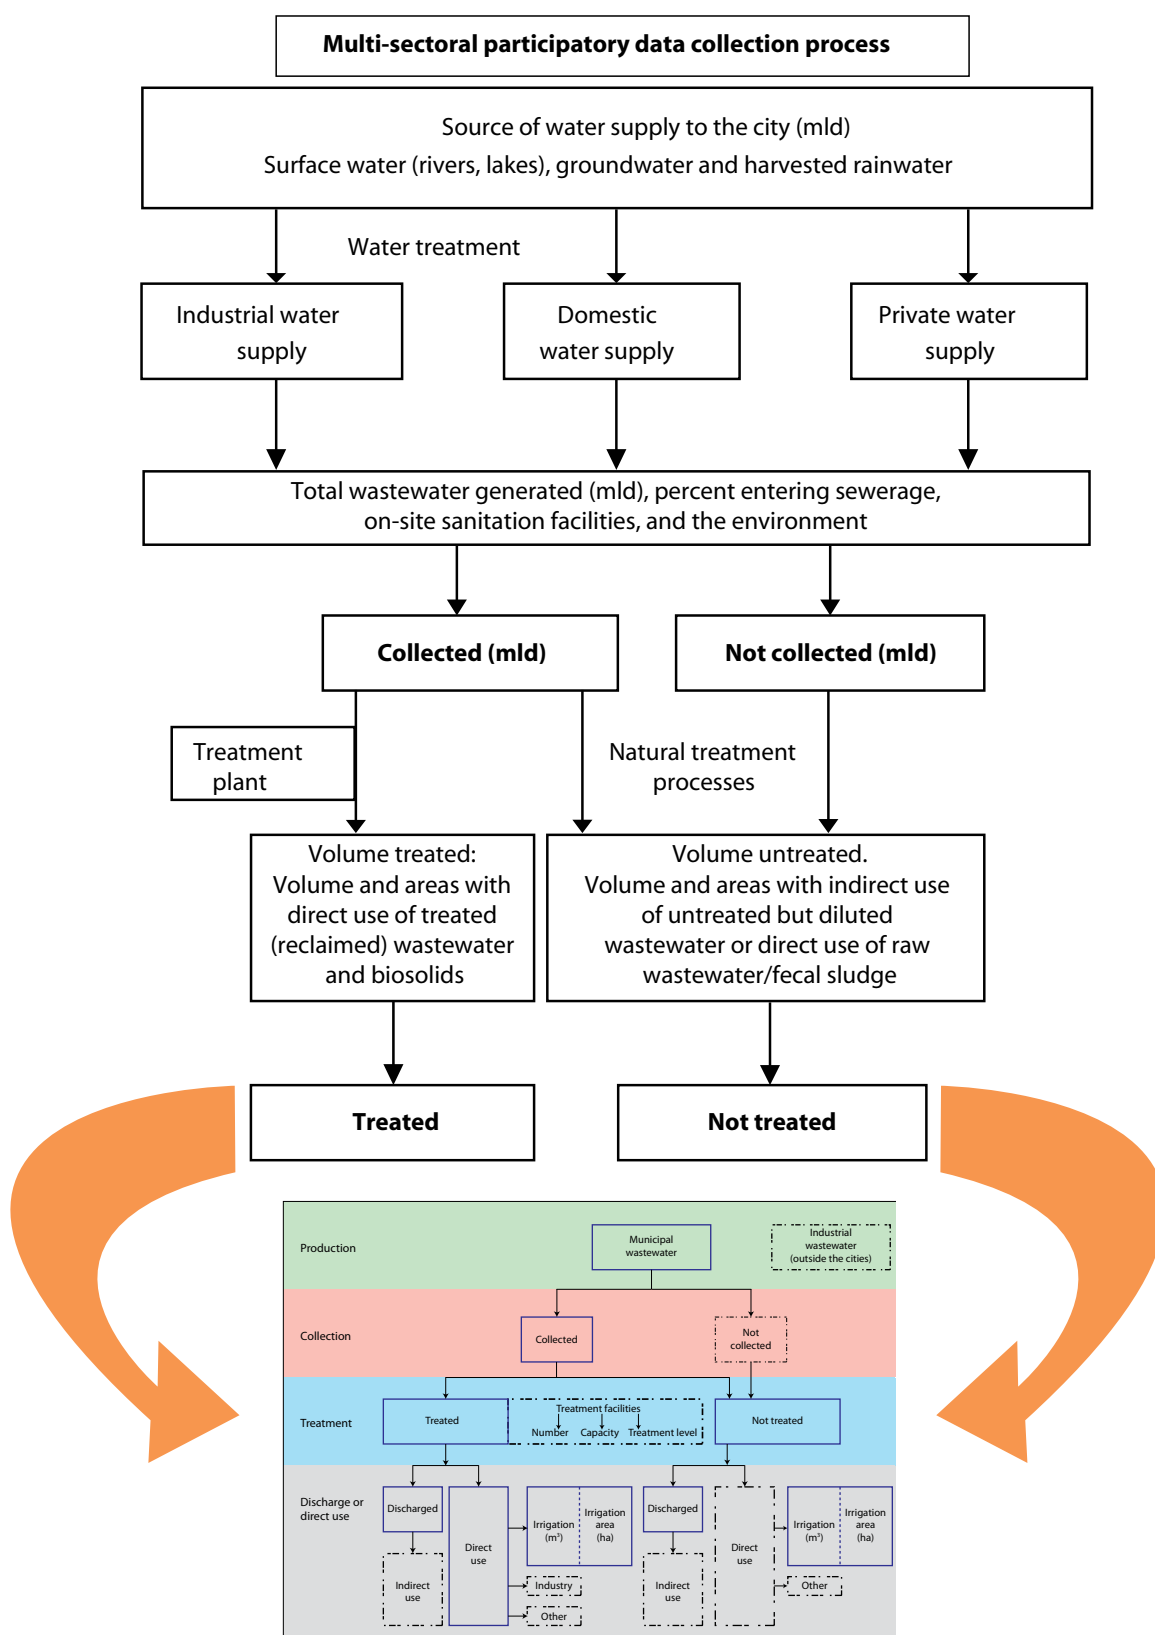 Multi-sectoral participatory data collection process
Source of water supply to the city (mld)
Surface water (rivers, lakes), groundwater and harvested rainwater
Water treatment
Industrial water
supply
Domestic
water supply
Private water
supply
Total wastewater generated (mld), percent entering sewerage,
on-site sanitation facilities, and the environment
Collected (mld)
Not collected (mld)
Treatment
plant
Natural treatment
processes
Volume treated:
Volume and areas with
direct use of treated
(reclaimed) wastewater
and biosolids
Volume untreated.
Volume and areas with indirect use
of untreated but diluted
wastewater or direct use of raw
wastewater/fecal sludge
Treated
Not treated
Production
Municipal
wastewater
Industrial
wastewater
(outside the cities)
Collection
Collected
Not
collected
Treatment
Treated
Treatment facilities
Number
Capacity
Treatment level
Not treated
Discharge or
direct use
Discharged
Indirect
use
Direct
use
Irrigation
(m³)
Irrigation
area
(ha)
Industry
Other
Discharged
Indirect
use
Direct
use
Irrigation
(m³)
Irrigation
area
(ha)
Other